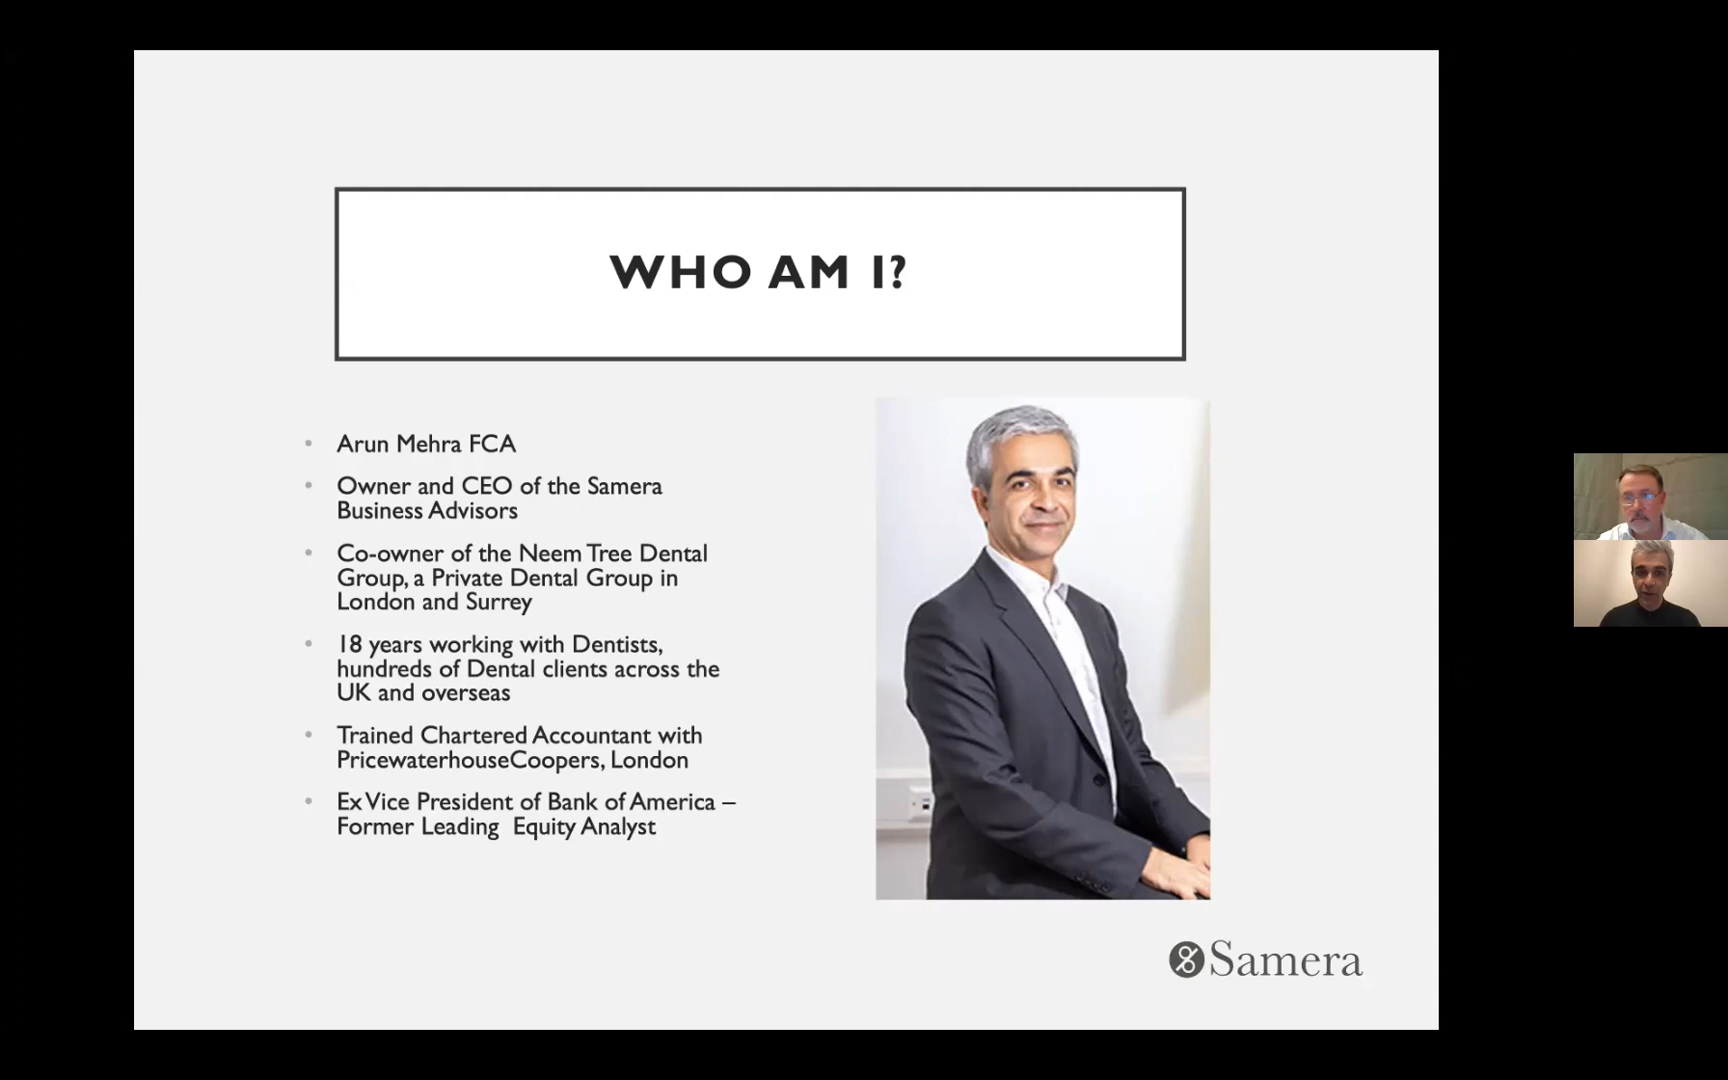 WHO AM I?
Arun Mehra FCA
Owner and CEO of the Samera
Business Advisors
Co-owner of the Neem Tree Dental
Group, a Private Dental Group in
London and Surrey
18 years working with Dentists,
hundreds of Dental clients across the
UK and overseas
Trained Chartered Accountant with
PricewaterhouseCoopers, London
Ex Vice President of Bank of America –
Former Leading  Equity Analyst
Samera